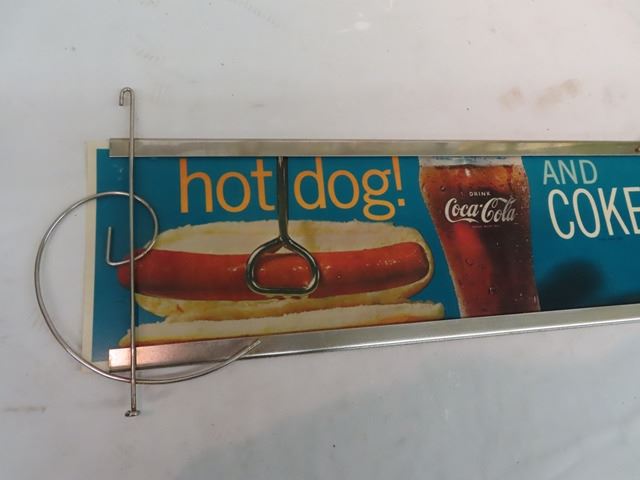 hot dog!
DRINK
Coca-Cola
AND
COKE